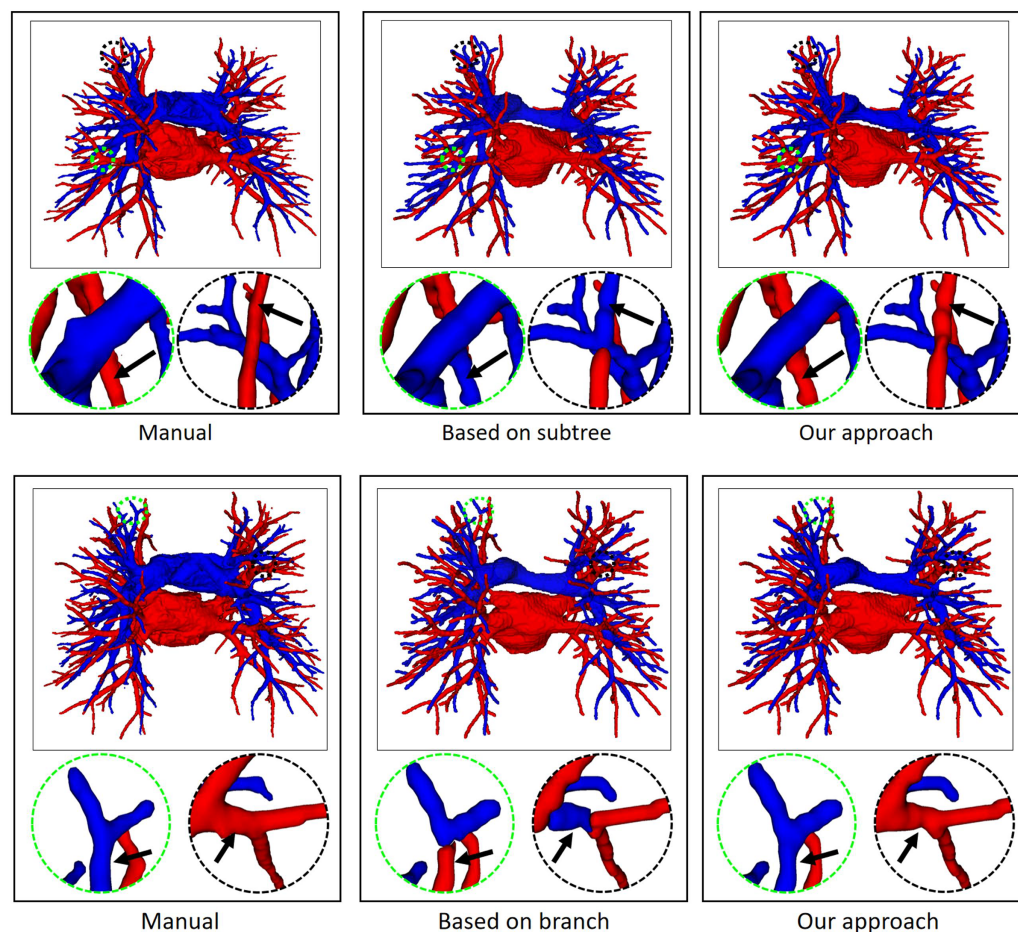 Manual
Based on subtree
Our approach
Manual
Based on branch
Our approach